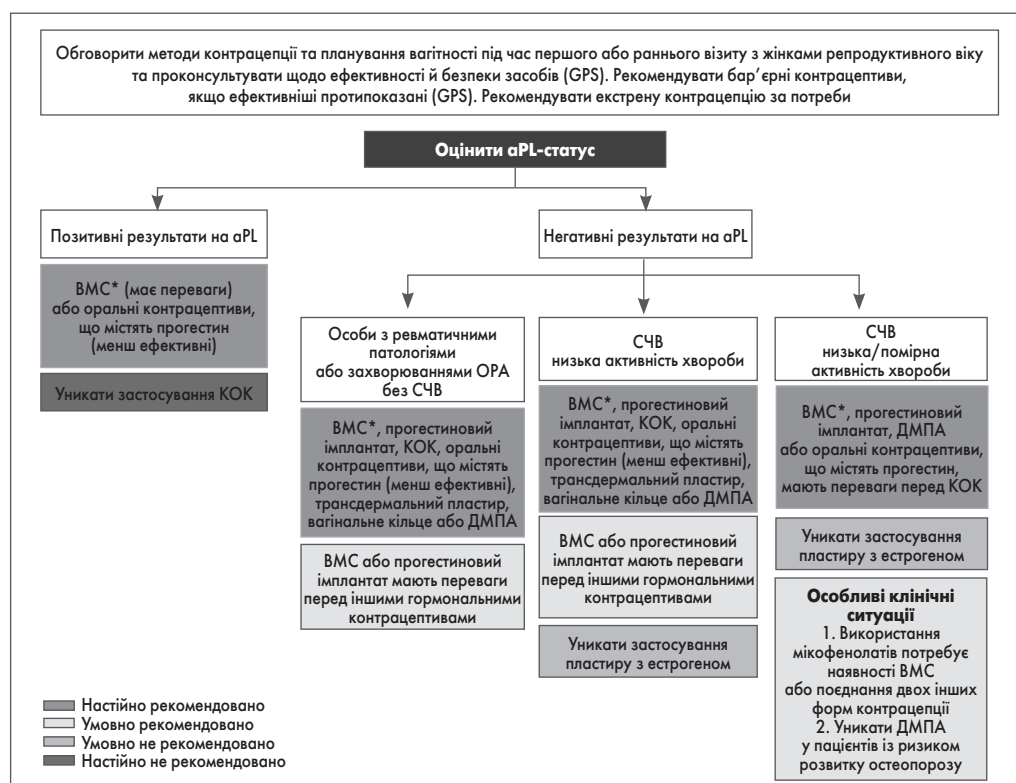 Обговорити методи контрацепції та планування вагітності під час першого або раннього візиту з жінками репродуктивного віку
та проконсультувати щодо ефективності й безпеки засобів (GPS). Рекомендувати бар’єрні контрацептиви,
якщо ефективніші протипоказані (GPS). Рекомендувати екстрену контрацепцію за потреби
Оцінити aPL-статус
Позитивні результати на aPL
ВМС* (має переваги)
або оральні контрацептиви,
що містять прогестин
(менш ефективні)
Уникати застосування КОК
Негативні результати на aPL
Особи з ревматичними
патологіями
або захворюваннями ОРА
без СЧВ
ВМС*, прогестиновий
імплантат, КОК, оральні
контрацептиви, що містять
прогестин (менш ефективні),
трансдермальний пластир,
вагінальне кільце або ДМПА
ВМС або прогестиновий
імплантат мають переваги
перед іншими гормональними
контрацептивами
СЧВ
низька активність хвороби
ВМС*, прогестиновий
імплантат, КОК, оральні
контрацептиви, що містять
прогестин (менш ефективні),
трансдермальний пластир,
вагінальне кільце або ДМПА
ВМС або прогестиновий
імплантат мають переваги
перед іншими гормональними
контрацептивами
Уникати застосування
пластиру з естрогеном
СЧВ
низька/помірна
активність хвороби
ВМС*, прогестиновий
імплантат, ДМПА
або оральні контрацептиви,
що містять прогестин,
мають переваги перед КОК
Уникати застосування
пластиру з естрогеном
Особливі клінічні
ситуації
1. Використання
мікофенолатів потребує
наявності ВМС
або поєднання двох інших
форм контрацепції
2. Уникати ДМПА
у пацієнтів із ризиком
розвитку остеопорозу
Настійно рекомендовано
Умовно рекомендовано
Умовно не рекомендовано
Настійно не рекомендовано